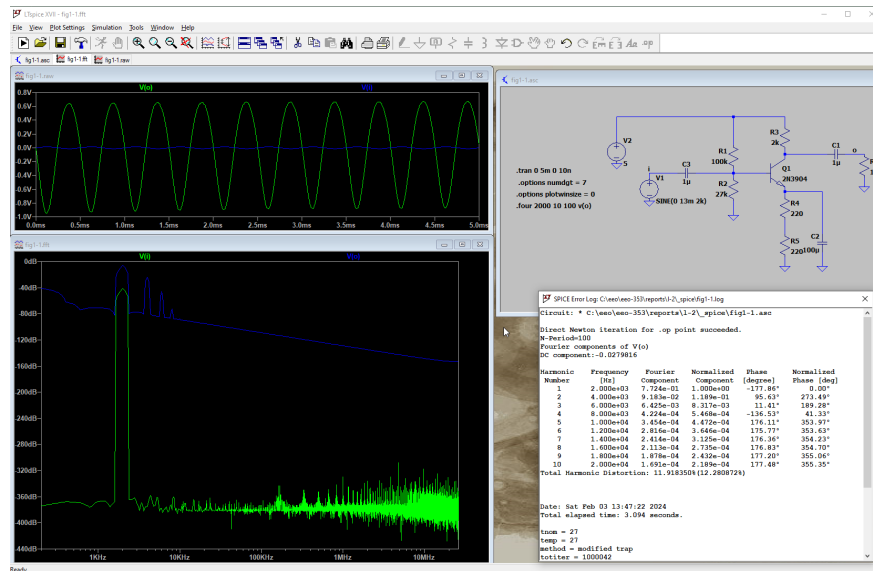 LTspice XVII - fig1-1.fft
File View Plot Settings Simulation Tools Window Help
fig1-1.asc fig1-1.fft fig1-1.raw
fig1-1.raw
V(o) V(i)
0.8V
0.6V
0.4V
0.2V
0.0V
-0.2V
-0.4V
-0.6V
-0.8V
-1.0V
0.0ms 0.5ms 1.0ms 1.5ms 2.0ms 2.5ms 3.0ms 3.5ms 4.0ms 4.5ms 5.0ms
fig1-1.fft
V(i) V(o)
0dB
-40dB
-80dB
-120dB
-160dB
-200dB
-240dB
-280dB
-320dB
-360dB
-400dB
-440dB
1KHz 10KHz 100KHz 1MHz 10MHz
fig1-1.asc
V2
5
R1
100k
R3
2k
C1
1µ
o
Q1
2N3904
i
C3
1µ
V1
SINE(0 13m 2k)
R2
27k
R4
220
R5
220
C2
100µ
.tran 0 5m 0 10n
.options numdgt = 7
.options plotwinsize = 0
.four 2000 10 100 v(o)
SPICE Error Log: C:\eeo\eeo-353\reports\l-2\_spice\fig1-1.log
Circuit: * C:\eeo\eeo-353\reports\l-2\_spice\fig1-1.asc
Direct Newton iteration for .op point succeeded.
N-Period=100
Fourier components of V(o)
DC component:-0.0279816
Harmonic Frequency Fourier Normalized Phase Normalized
Number [Hz] Component Component [degree] Phase [deg]
1 2.000e+03 7.724e-01 1.000e+00 -177.86° 0.00°
2 4.000e+03 9.183e-02 1.189e-01 95.63° 273.49°
3 6.000e+03 6.425e-03 8.317e-03 11.41° 189.28°
4 8.000e+03 4.224e-04 5.468e-04 -136.53° 41.33°
5 1.000e+04 3.454e-04 4.472e-04 176.11° 353.97°
6 1.200e+04 2.816e-04 3.646e-04 175.77° 353.63°
7 1.400e+04 2.414e-04 3.125e-04 176.36° 354.23°
8 1.600e+04 2.113e-04 2.735e-04 176.83° 354.70°
9 1.800e+04 1.878e-04 2.432e-04 177.20° 355.06°
10 2.000e+04 1.691e-04 2.189e-04 177.48° 355.35°
Total Harmonic Distortion: 11.918350%(12.280872%)
Date: Sat Feb 03 13:47:22 2024
Total elapsed time: 3.094 seconds.
tnom = 27
temp = 27
method = modified trap
totiter = 1000042
Ready